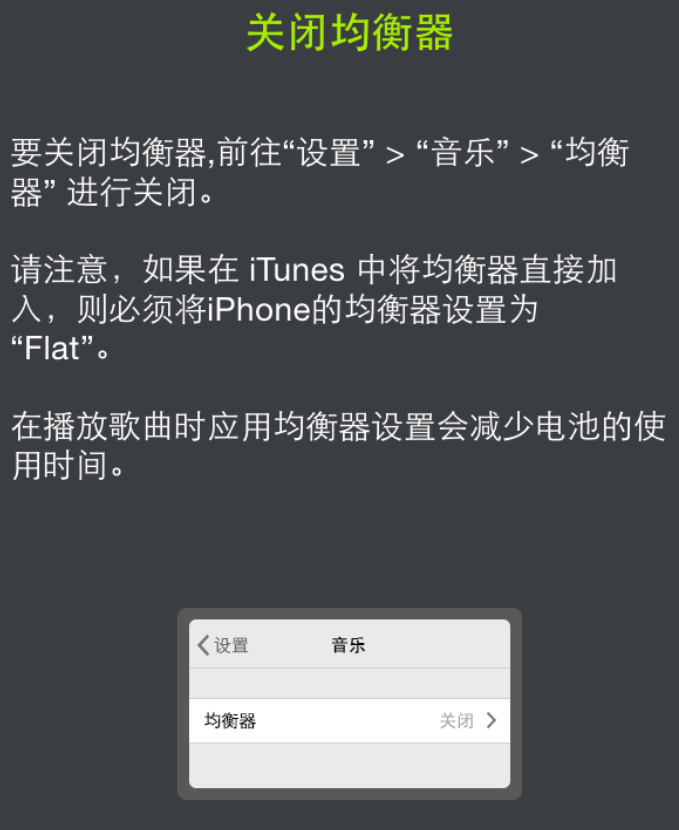 关闭均衡器
要关闭均衡器,前往“设置” > “音乐” > “均衡
器” 进行关闭。
请注意，如果在 iTunes 中将均衡器直接加
入，则必须将iPhone的均衡器设置为
“Flat”。
在播放歌曲时应用均衡器设置会减少电池的使
用时间。
设置 音乐
均衡器 关闭